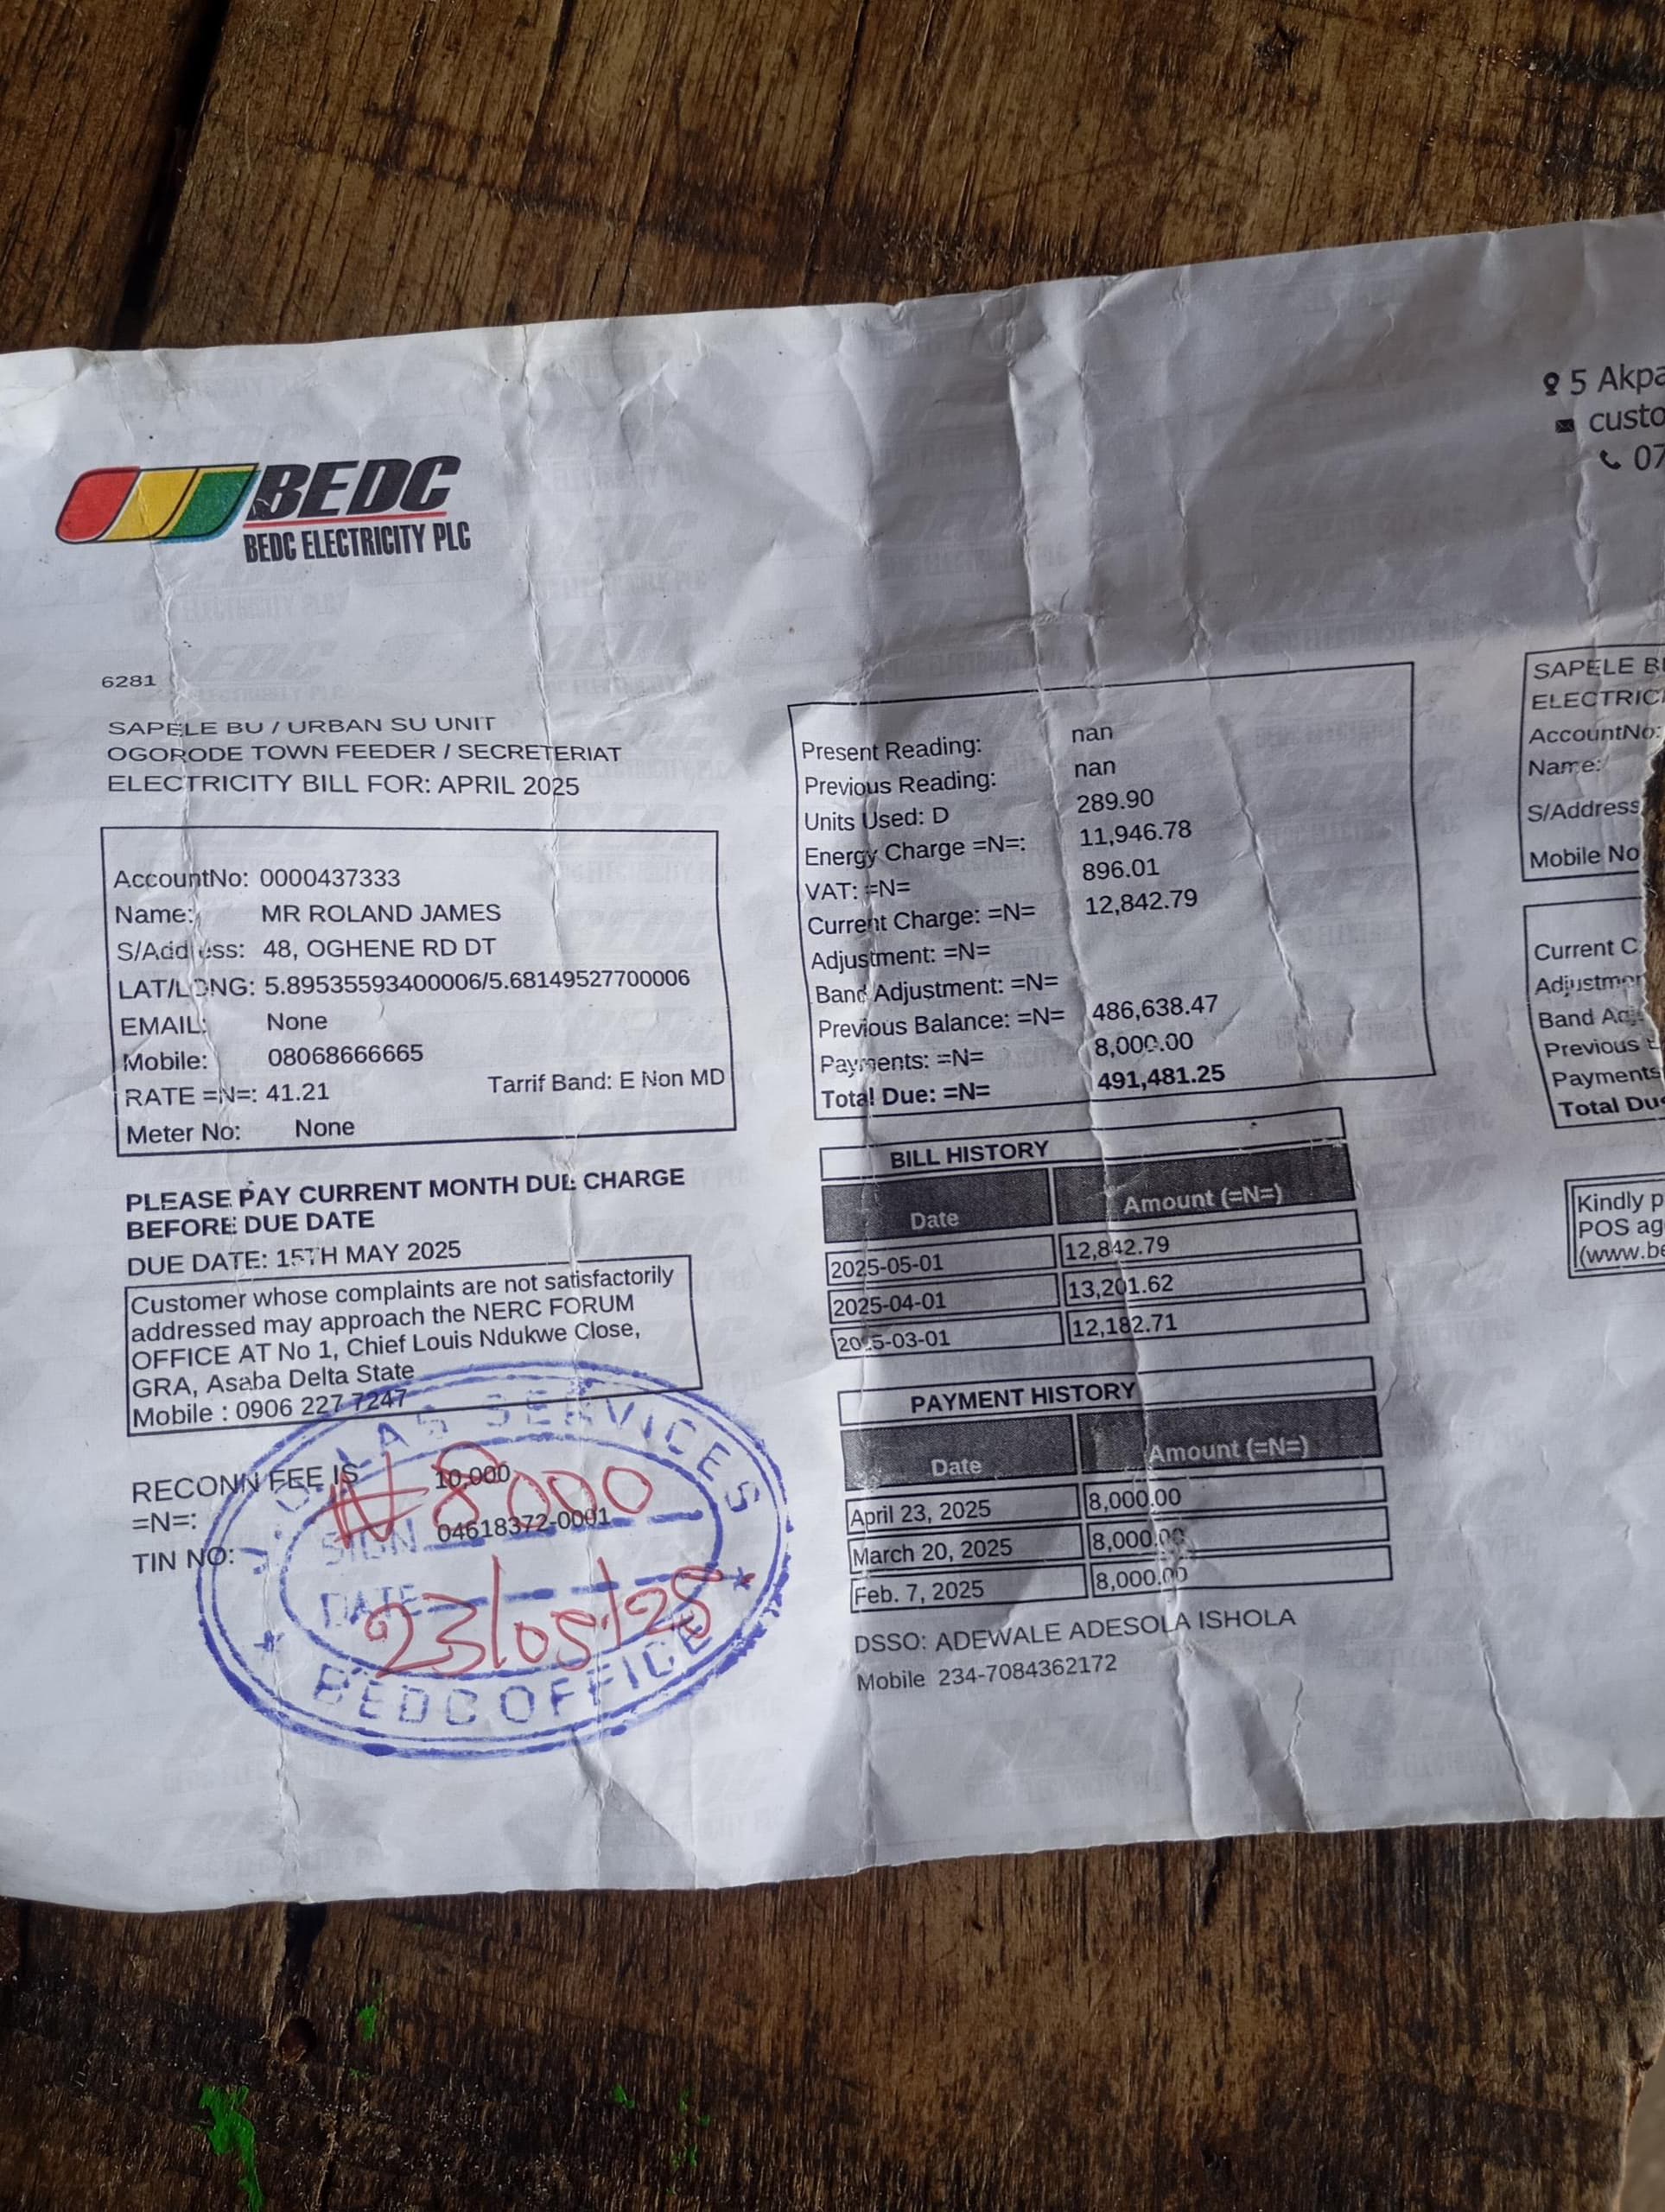 BEDC
BEDC ELECTRICITY PLC
5 Akpa
custo
07
6281
SAPELE BU / URBAN SU UNIT
OGORODE TOWN FEEDER / SECRETERIAT
ELECTRICITY BILL FOR: APRIL 2025
AccountNo: 0000437333
Name: MR ROLAND JAMES
S/Address: 48, OGHENE RD DT
LAT/LONG: 5.89535593400006/5.68149527700006
EMAIL: None
Mobile: 08068666665
RATE =N=: 41.21 Tarrif Band: E Non MD
Meter No: None
PLEASE PAY CURRENT MONTH DUE CHARGE
BEFORE DUE DATE
DUE DATE: 15TH MAY 2025
Customer whose complaints are not satisfactorily
addressed may approach the NERC FORUM
OFFICE AT No 1, Chief Louis Ndukwe Close,
GRA, Asaba Delta State
Mobile : 0906 227 7247
RECONN FEE IS 10,000
=N=:
TIN NO: 04618372-0001
SERVICES
₦8000
SIGN
DATE
23/05/25
BEDC OFFICE
Present Reading: nan
Previous Reading: nan
Units Used: D 289.90
Energy Charge =N=: 11,946.78
VAT: =N= 896.01
Current Charge: =N= 12,842.79
Adjustment: =N=
Band Adjustment: =N=
Previous Balance: =N= 486,638.47
Payments: =N= 8,000.00
Total Due: =N= 491,481.25
BILL HISTORY
Date Amount (=N=)
2025-05-01 12,842.79
2025-04-01 13,201.62
2025-03-01 12,182.71
PAYMENT HISTORY
Date Amount (=N=)
April 23, 2025 8,000.00
March 20, 2025 8,000.00
Feb. 7, 2025 8,000.00
DSSO: ADEWALE ADESOLA ISHOLA
Mobile 234-7084362172
SAPELE B
ELECTRIC
AccountNo:
Name:
S/Address
Mobile No
Current C
Adjustmen
Band Adj
Previous
Payments
Total Due
Kindly p
POS ag
(www.be